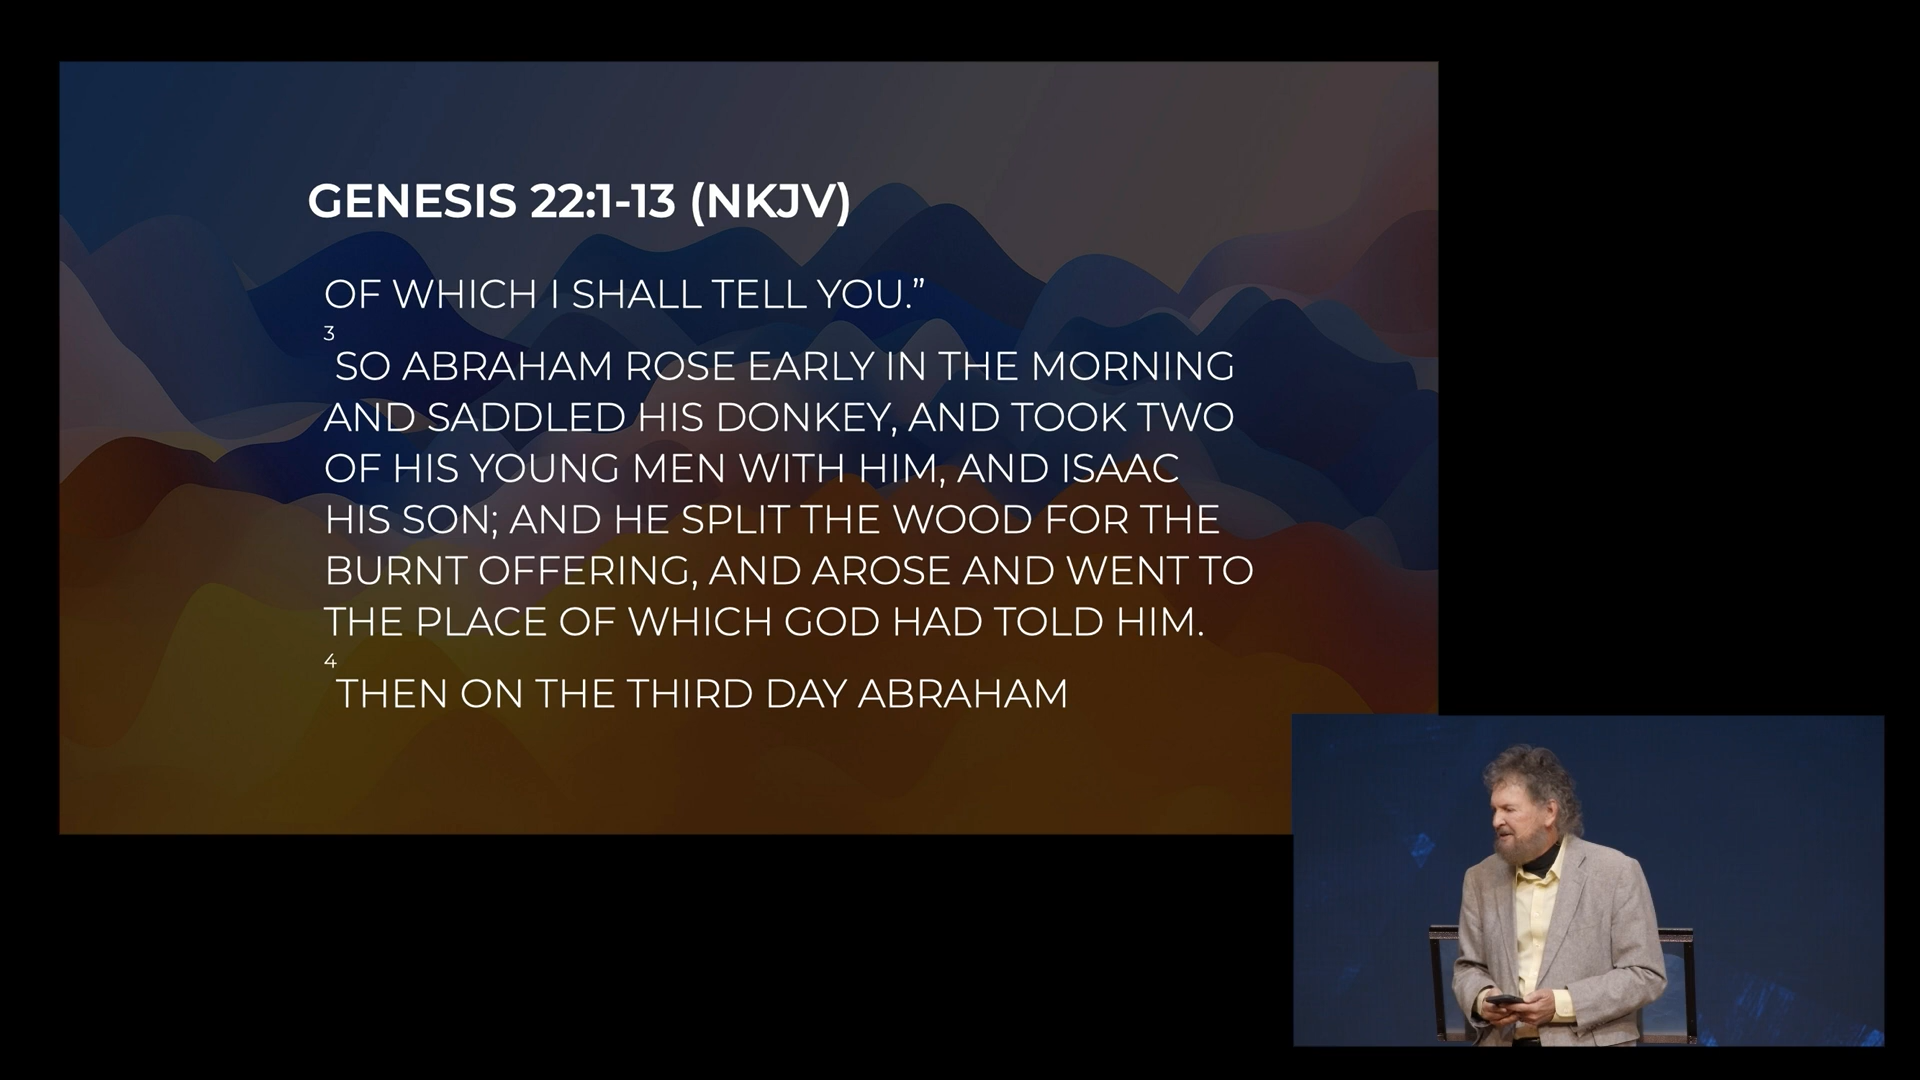 GENESIS 22:1-13 (NKJV)
OF WHICH I SHALL TELL YOU.”
3
SO ABRAHAM ROSE EARLY IN THE MORNING
AND SADDLED HIS DONKEY, AND TOOK TWO
OF HIS YOUNG MEN WITH HIM, AND ISAAC
HIS SON; AND HE SPLIT THE WOOD FOR THE
BURNT OFFERING, AND AROSE AND WENT TO
THE PLACE OF WHICH GOD HAD TOLD HIM.
4
THEN ON THE THIRD DAY ABRAHAM